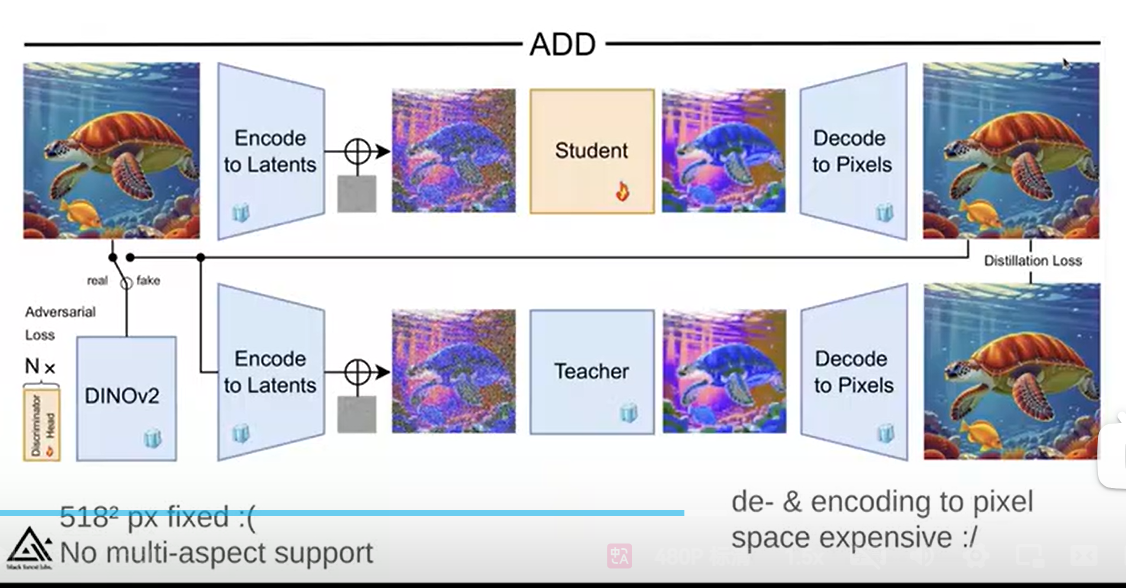 ADD
Encode
to Latents
Student
Decode
to Pixels
real
fake
Distillation Loss
Adversarial
Loss
N x
Discriminator
Head
DINOv2
Encode
to Latents
Teacher
Decode
to Pixels
518² px fixed :(
No multi-aspect support
de- & encoding to pixel
space expensive :/
black forest labs.
480P